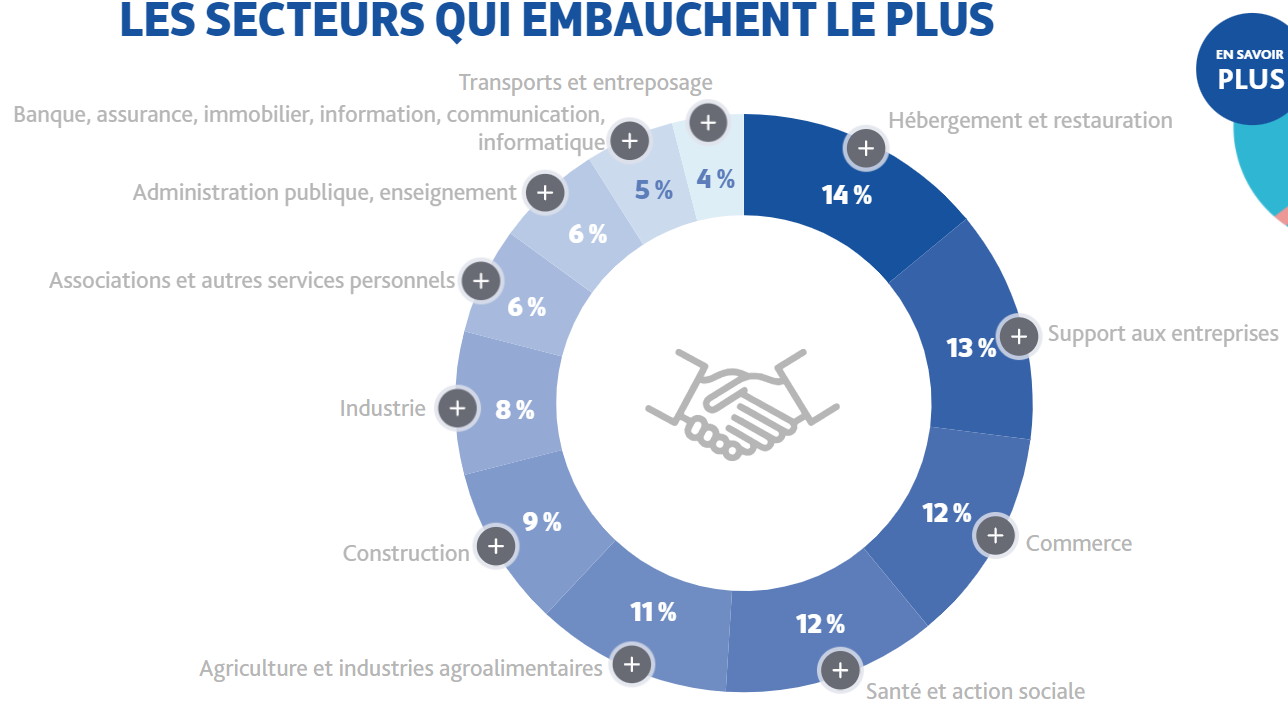 LES SECTEURS QUI EMBAUCHENT LE PLUS
EN SAVOIR
PLUS
Transports et entreposage
Banque, assurance, immobilier, information, communication,
informatique
Hébergement et restauration
Administration publique, enseignement
Associations et autres services personnels
Support aux entreprises
Industrie
Commerce
Construction
Agriculture et industries agroalimentaires
Santé et action sociale
14 %
13 %
12 %
12 %
11 %
9 %
8 %
6 %
6 %
5 %
4 %